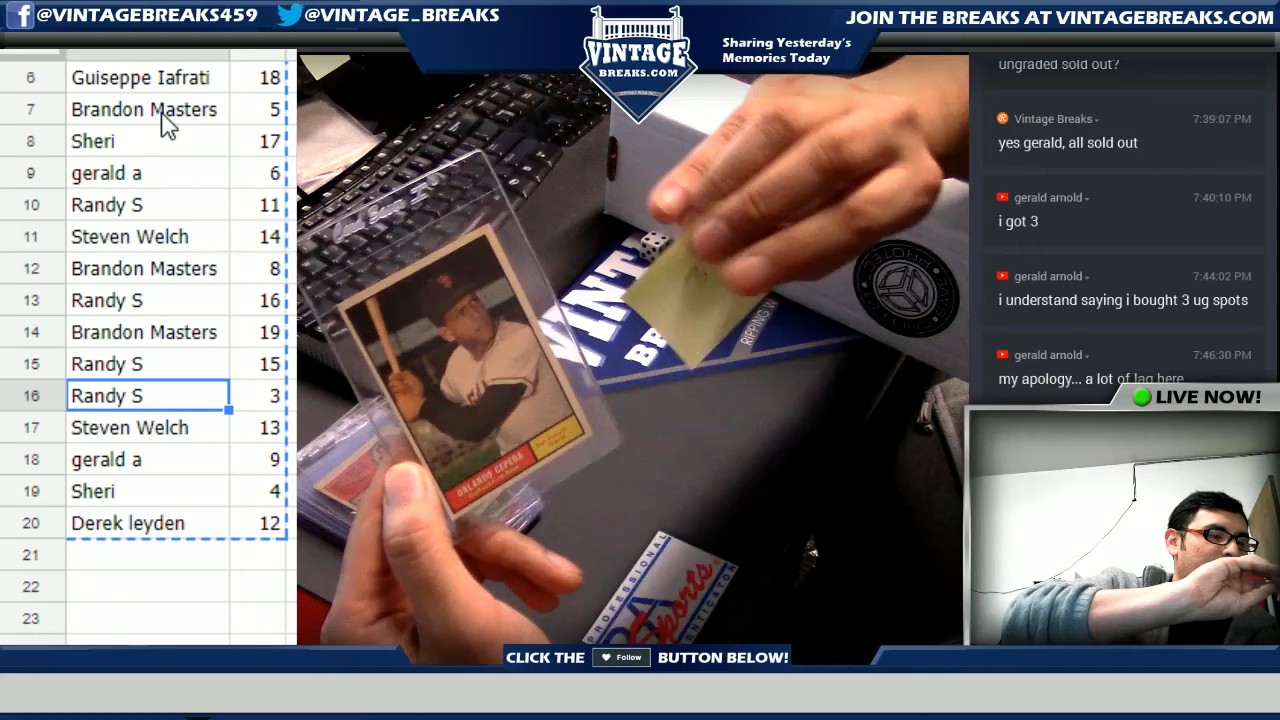 @VINTAGEBREAKS459
@VINTAGE_BREAKS
VINTAGE
BREAKS.COM
Sharing Yesterday's
Memories Today
JOIN THE BREAKS AT VINTAGEBREAKS.COM
6 Guiseppe Iafrati 18
7 Brandon Masters 5
8 Sheri 17
9 gerald a 6
10 Randy S 11
11 Steven Welch 14
12 Brandon Masters 8
13 Randy S 16
14 Brandon Masters 19
15 Randy S 15
16 Randy S 3
17 Steven Welch 13
18 gerald a 9
19 Sheri 4
20 Derek leyden 12
21
22
23
VINT
BR
RIPPING W
ORLANDO CEPEDA
PROFESSIONAL
Sports
ungraded sold out?
Vintage Breaks 7:39:07 PM
yes gerald, all sold out
gerald arnold 7:40:10 PM
i got 3
gerald arnold 7:44:02 PM
i understand saying i bought 3 ug spots
gerald arnold 7:46:30 PM
my apology... a lot of lag here
LIVE NOW!
CLICK THE Follow BUTTON BELOW!